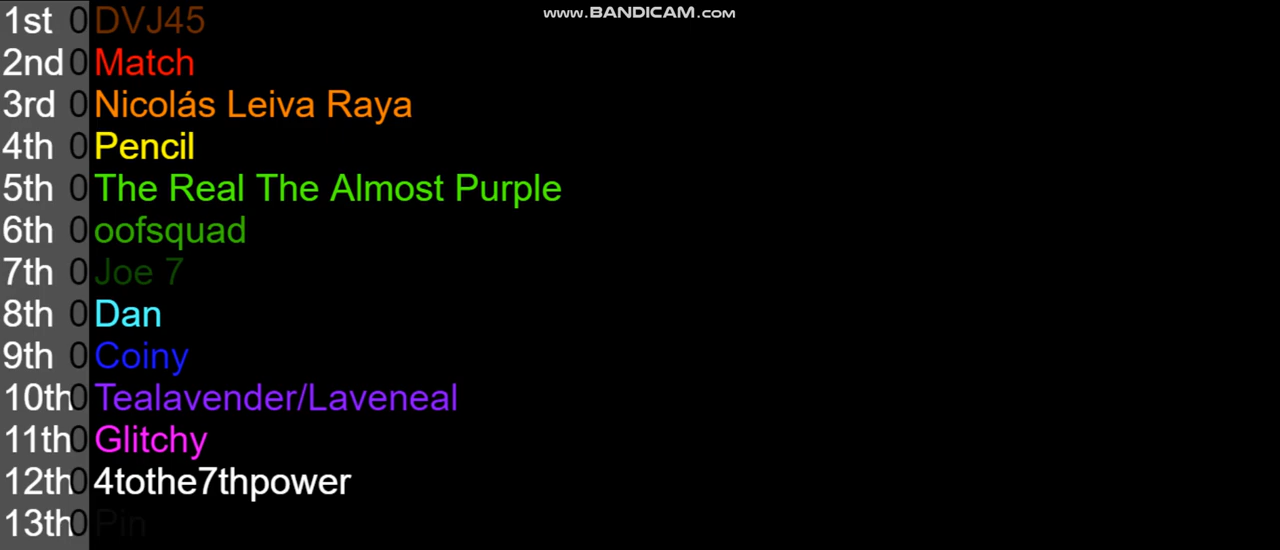 www.BANDICAM.com
1st 0 DVJ45
2nd 0 Match
3rd 0 Nicolás Leiva Raya
4th 0 Pencil
5th 0 The Real The Almost Purple
6th 0 oofsquad
7th 0 Joe 7
8th 0 Dan
9th 0 Coiny
10th 0 Tealavender/Laveneal
11th 0 Glitchy
12th 0 4tothe7thpower
13th 0 Pin